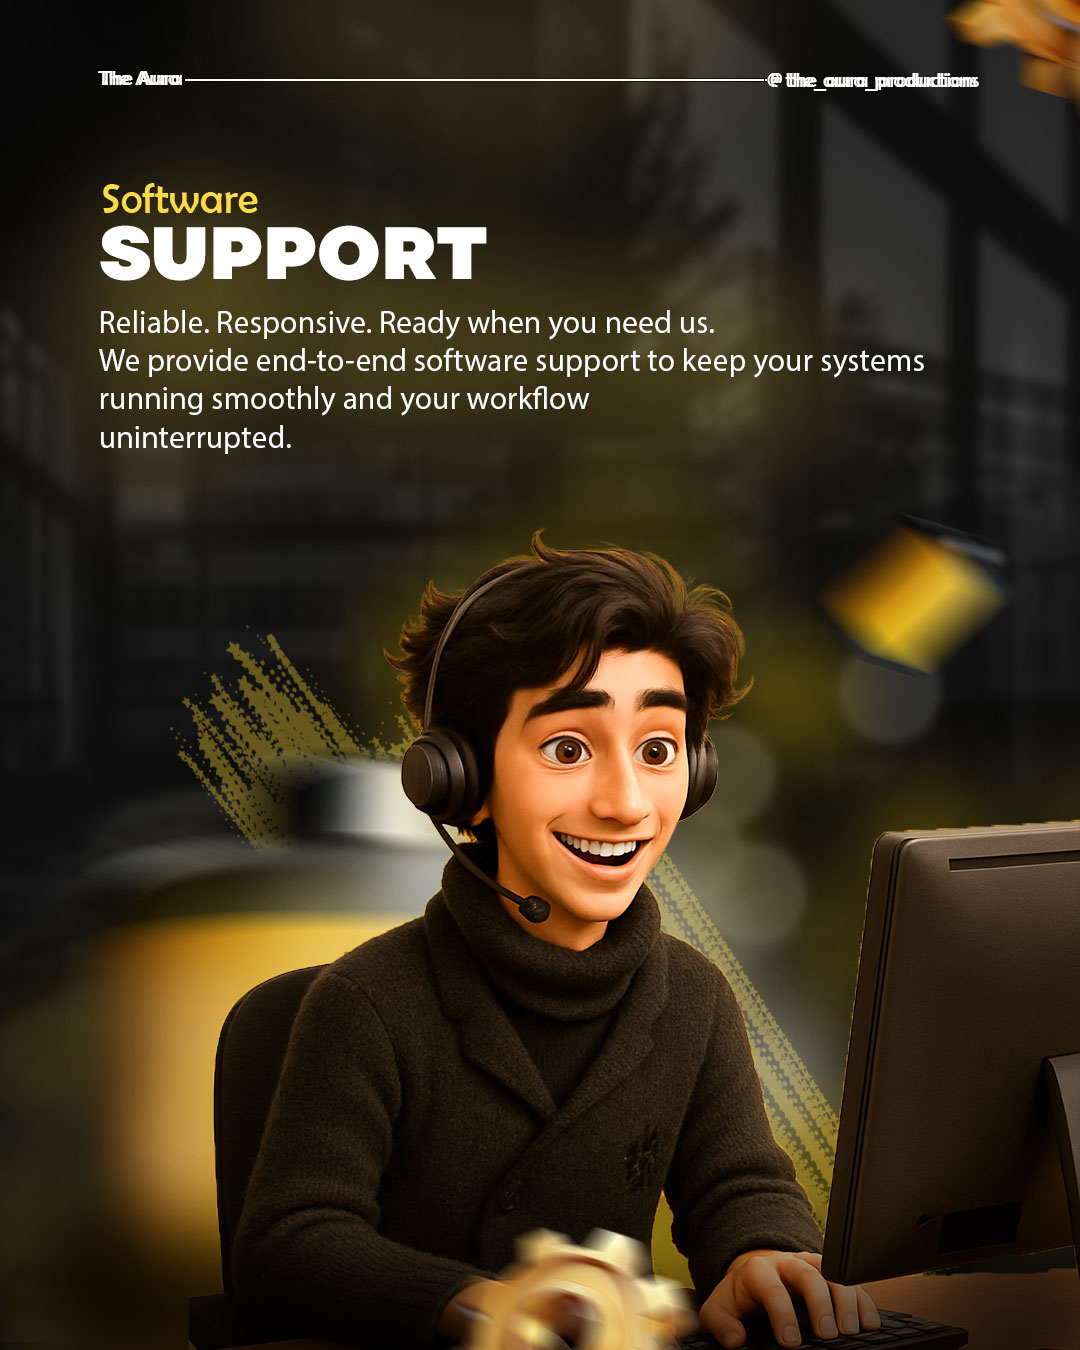 The Aura
@the_aura_productions
Software
SUPPORT
Reliable. Responsive. Ready when you need us.
We provide end-to-end software support to keep your systems
running smoothly and your workflow
uninterrupted.